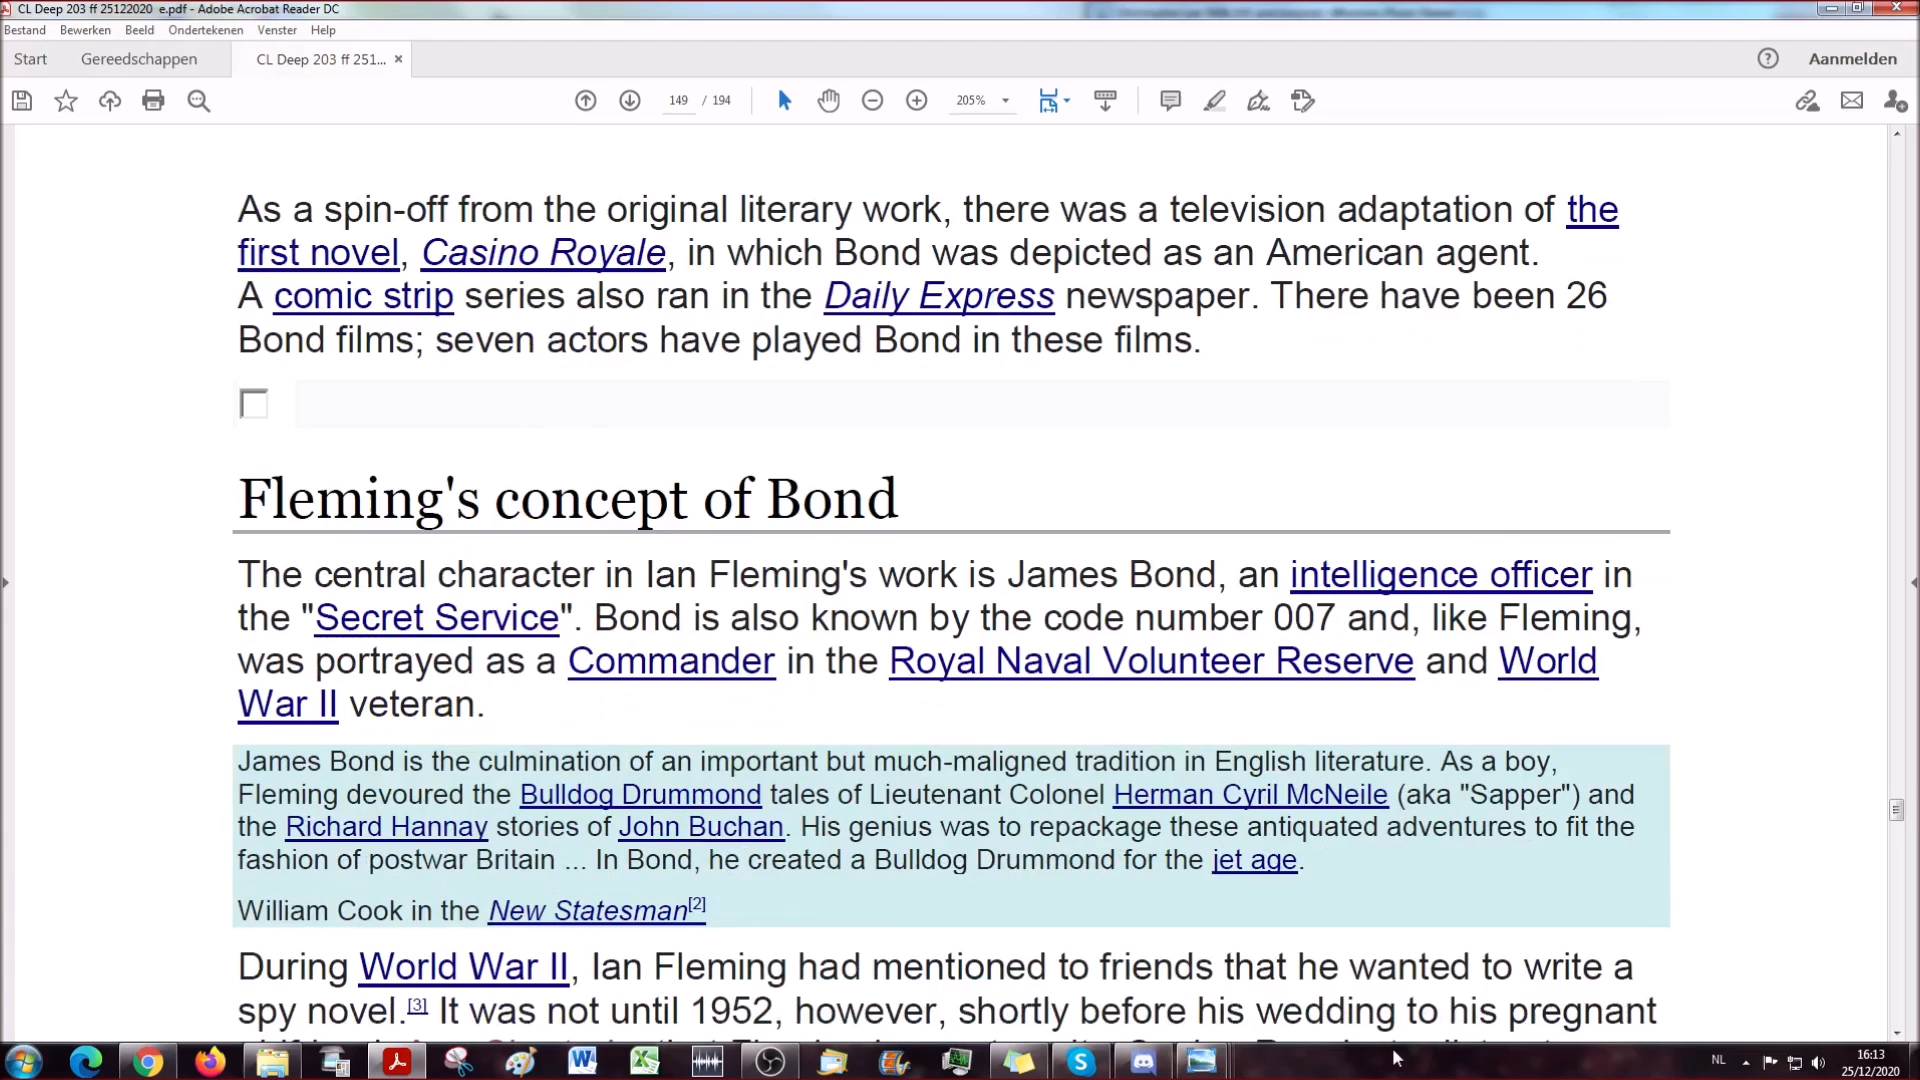 CL Deep 203 ff 25122020 e.pdf - Adobe Acrobat Reader DC
Bestand Bewerken Beeld Ondertekenen Venster Help
Start Gereedschappen CL Deep 203 ff 251... × Aanmelden
149 / 194 205%
As a spin-off from the original literary work, there was a television adaptation of the
first novel, Casino Royale, in which Bond was depicted as an American agent.
A comic strip series also ran in the Daily Express newspaper. There have been 26
Bond films; seven actors have played Bond in these films.
Fleming's concept of Bond
The central character in Ian Fleming's work is James Bond, an intelligence officer in
the "Secret Service". Bond is also known by the code number 007 and, like Fleming,
was portrayed as a Commander in the Royal Naval Volunteer Reserve and World
War II veteran.
James Bond is the culmination of an important but much-maligned tradition in English literature. As a boy,
Fleming devoured the Bulldog Drummond tales of Lieutenant Colonel Herman Cyril McNeile (aka "Sapper") and
the Richard Hannay stories of John Buchan. His genius was to repackage these antiquated adventures to fit the
fashion of postwar Britain ... In Bond, he created a Bulldog Drummond for the jet age.
William Cook in the New Statesman[2]
During World War II, Ian Fleming had mentioned to friends that he wanted to write a
spy novel.[3] It was not until 1952, however, shortly before his wedding to his pregnant
NL 16:13
25/12/2020